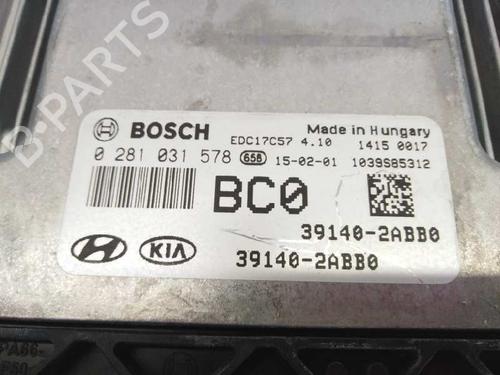 B-PARTS
BOSCH EDC17C57 4.10 Made in Hungary
0 281 031 578 658 15-02-01 1415 0017
1039S85312
BC0
39140-2ABB0
KIA 39140-2ABB0
PA66-